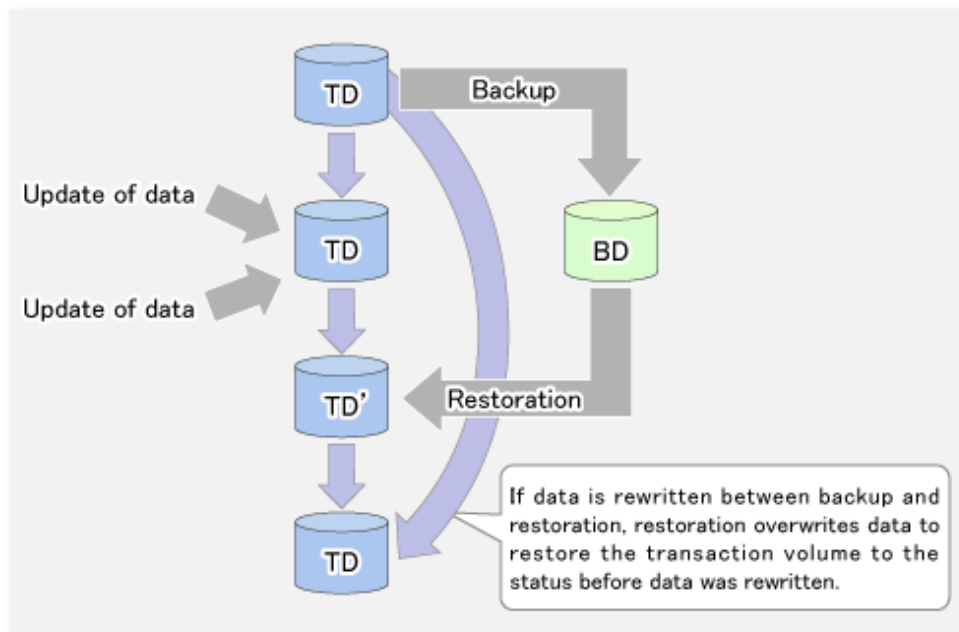 TD
Backup
Update of data
TD
BD
Update of data
TD’
Restoration
If data is rewritten between backup and
restoration, restoration overwrites data to
restore the transaction volume to the
status before data was rewritten.
TD